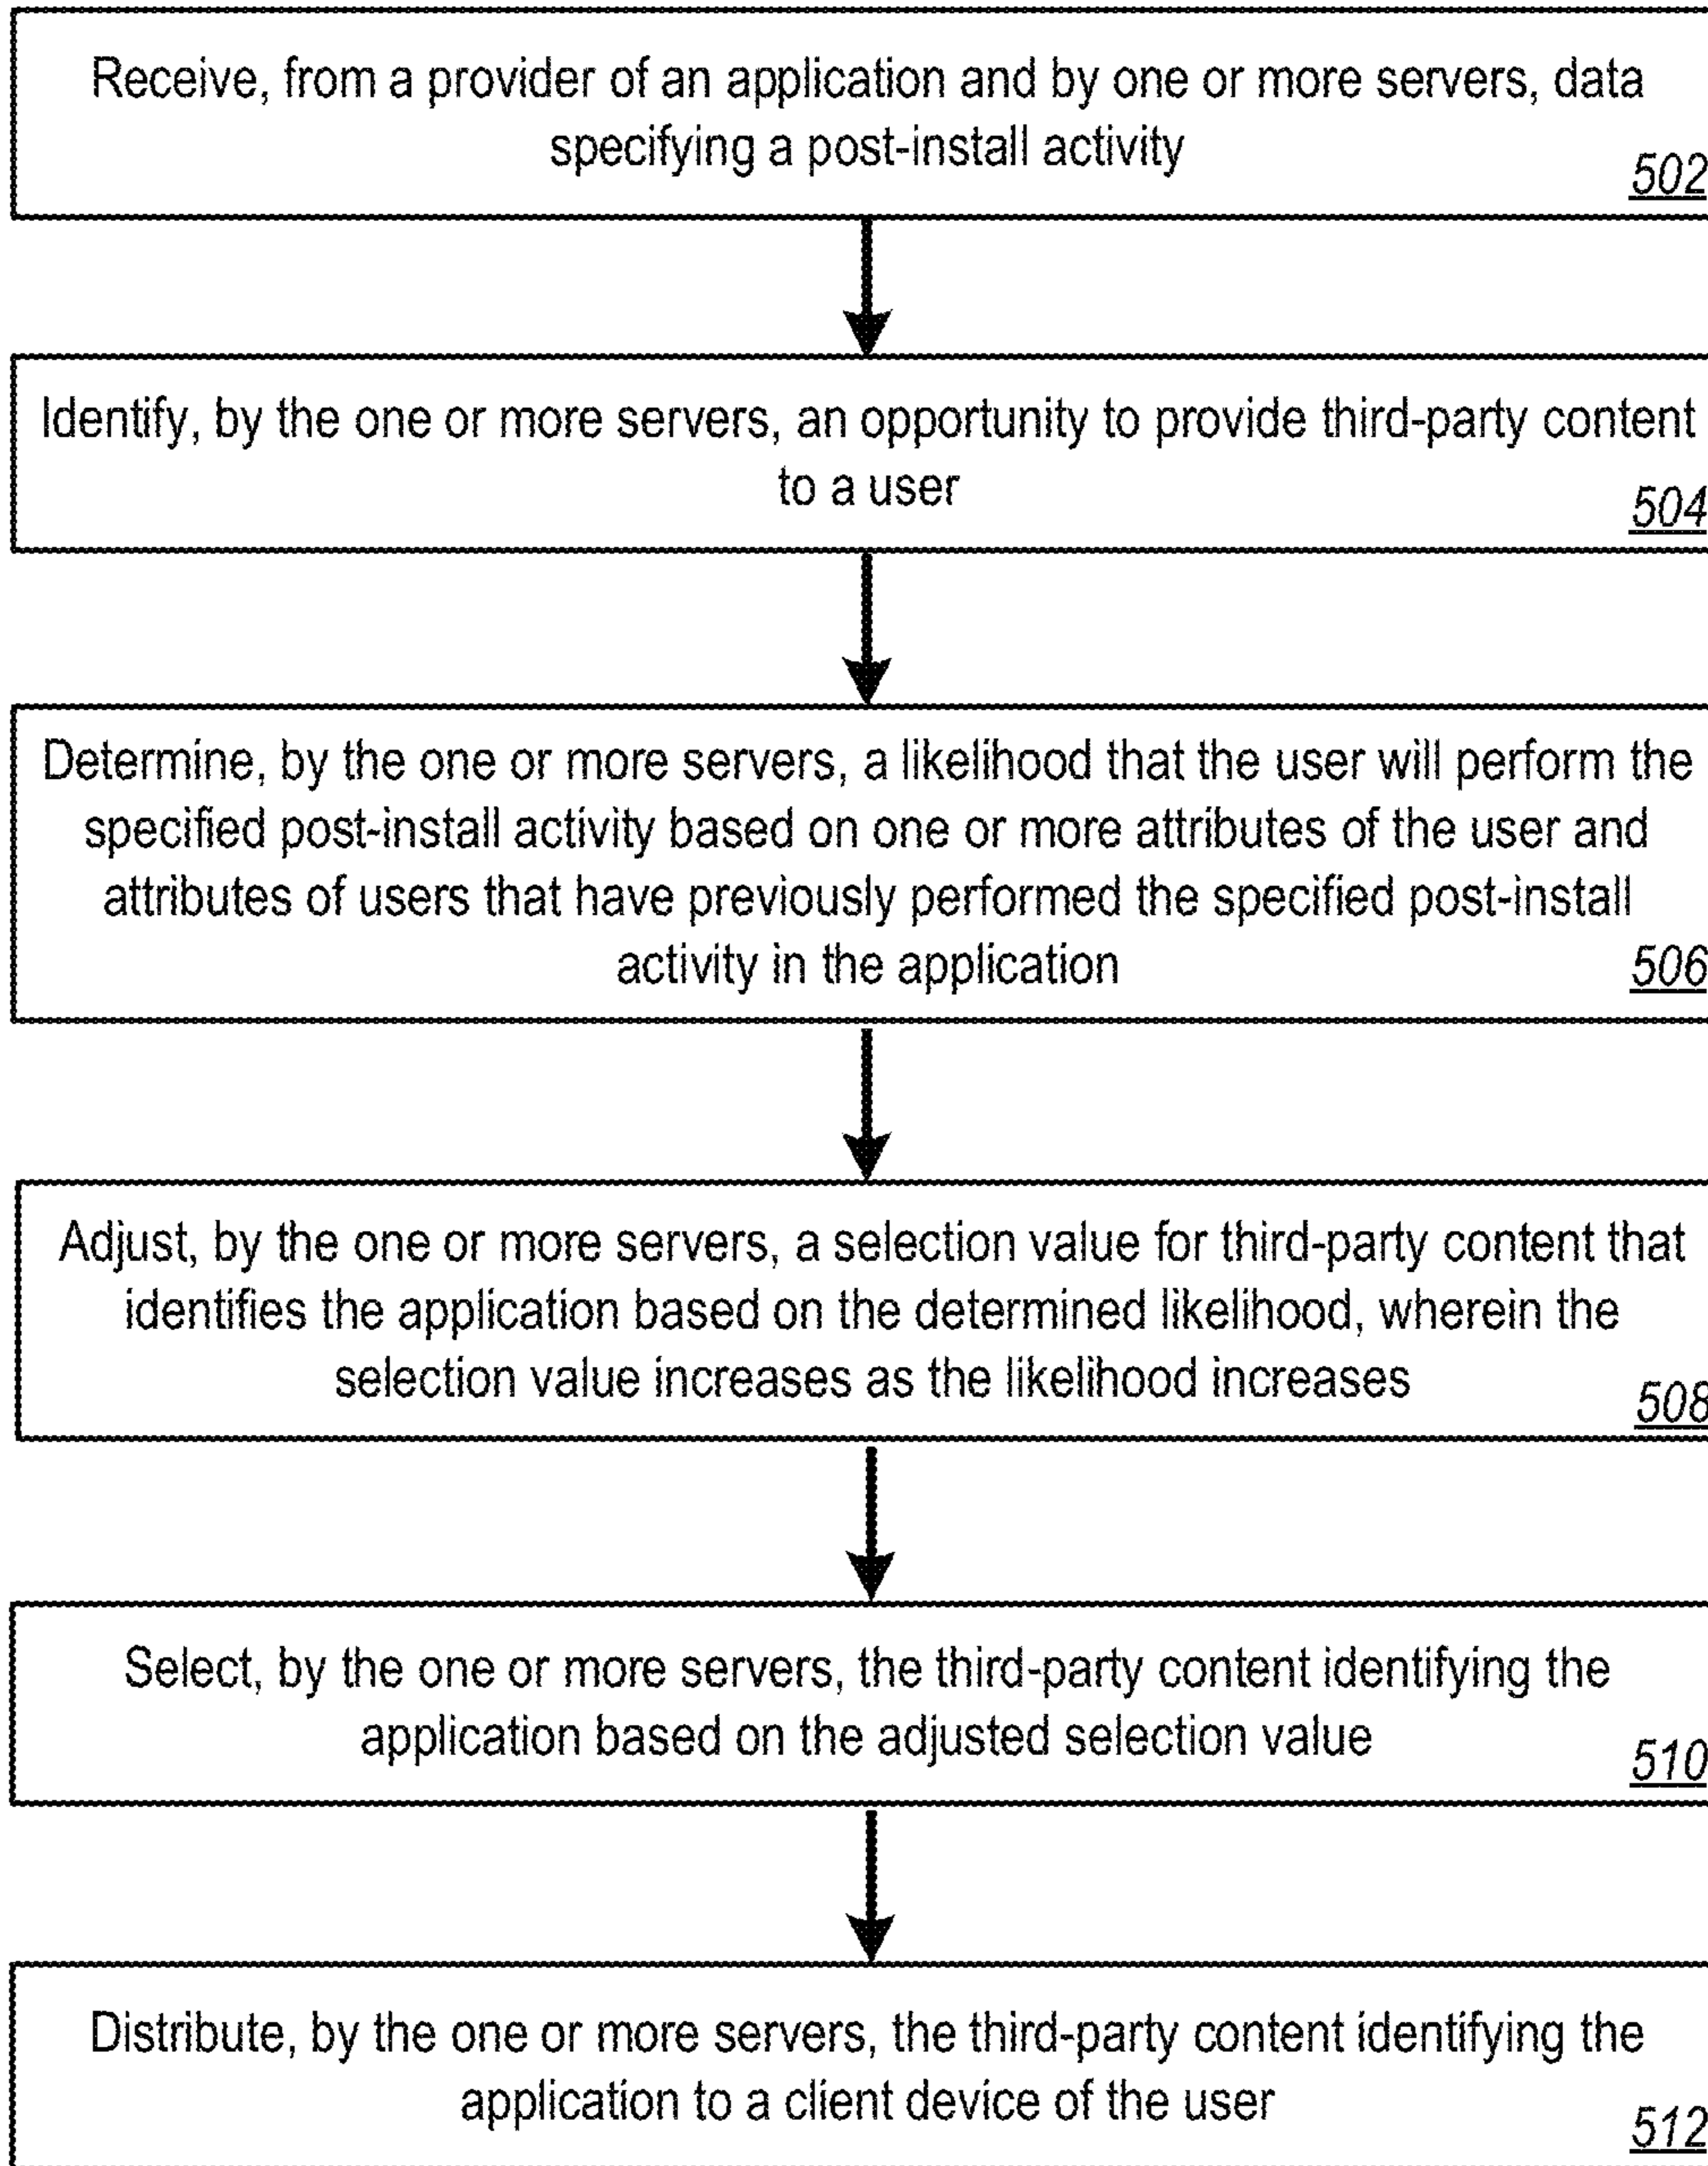 Receive, from a provider of an application and by one or more servers, data
specifying a post-install activity
502
Identify, by the one or more servers, an opportunity to provide third-party content
to a user
504
Determine, by the one or more servers, a likelihood that the user will perform the
specified post-install activity based on one or more attributes of the user and
attributes of users that have previously performed the specified post-install
activity in the application
506
Adjust, by the one or more servers, a selection value for third-party content that
identifies the application based on the determined likelihood, wherein the
selection value increases as the likelihood increases
508
Select, by the one or more servers, the third-party content identifying the
application based on the adjusted selection value
510
Distribute, by the one or more servers, the third-party content identifying the
application to a client device of the user
512